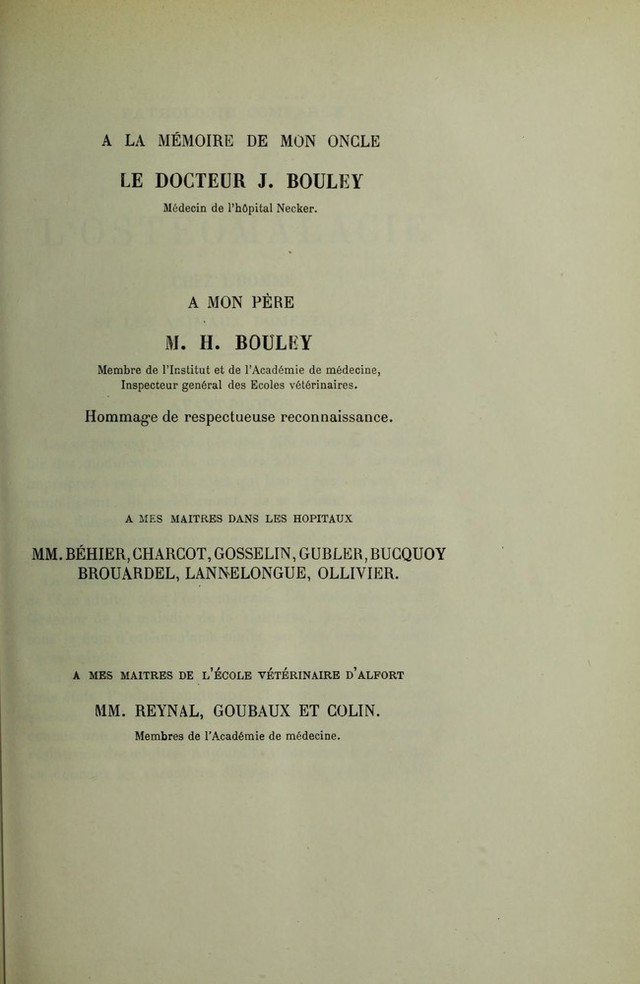 A LA MÉMOIRE DE MON ONCLE
LE DOCTEUR J. BOULEY
Médecin de l'hôpital Necker.
A MON PÈRE
M. H. BOULEY
Membre de l'Institut et de l'Académie de médecine,
Inspecteur genéral des Ecoles vétérinaires.
Hommage de respectueuse reconnaissance.
A MES MAITRES DANS LES HOPITAUX
MM. BÉHIER, CHARCOT, GOSSELIN, GUBLER, BUCQUOY
BROUARDEL, LANNELONGUE, OLLIVIER.
A MES MAITRES DE L'ÉCOLE VÉTÉRINAIRE D'ALFORT
MM. REYNAL, GOUBAUX ET COLIN.
Membres de l'Académie de médecine.